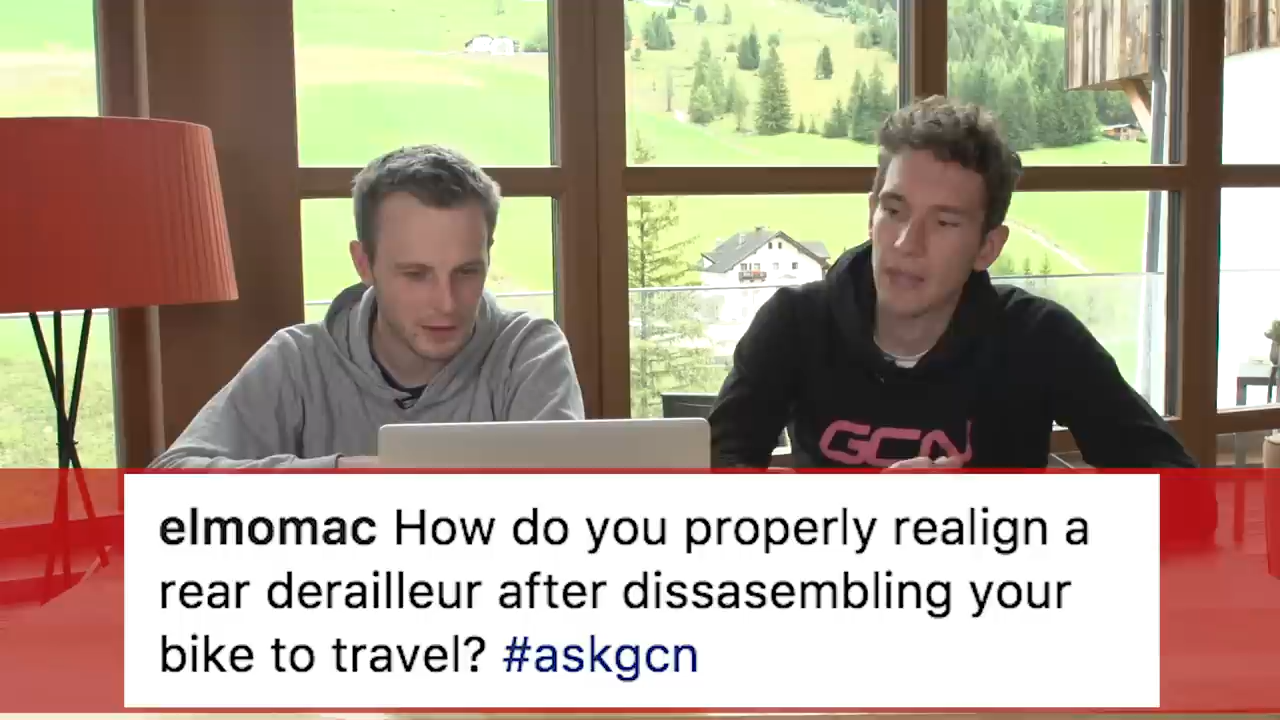 GCN
elmomac How do you properly realign a
rear derailleur after dissasembling your
bike to travel? #askgcn